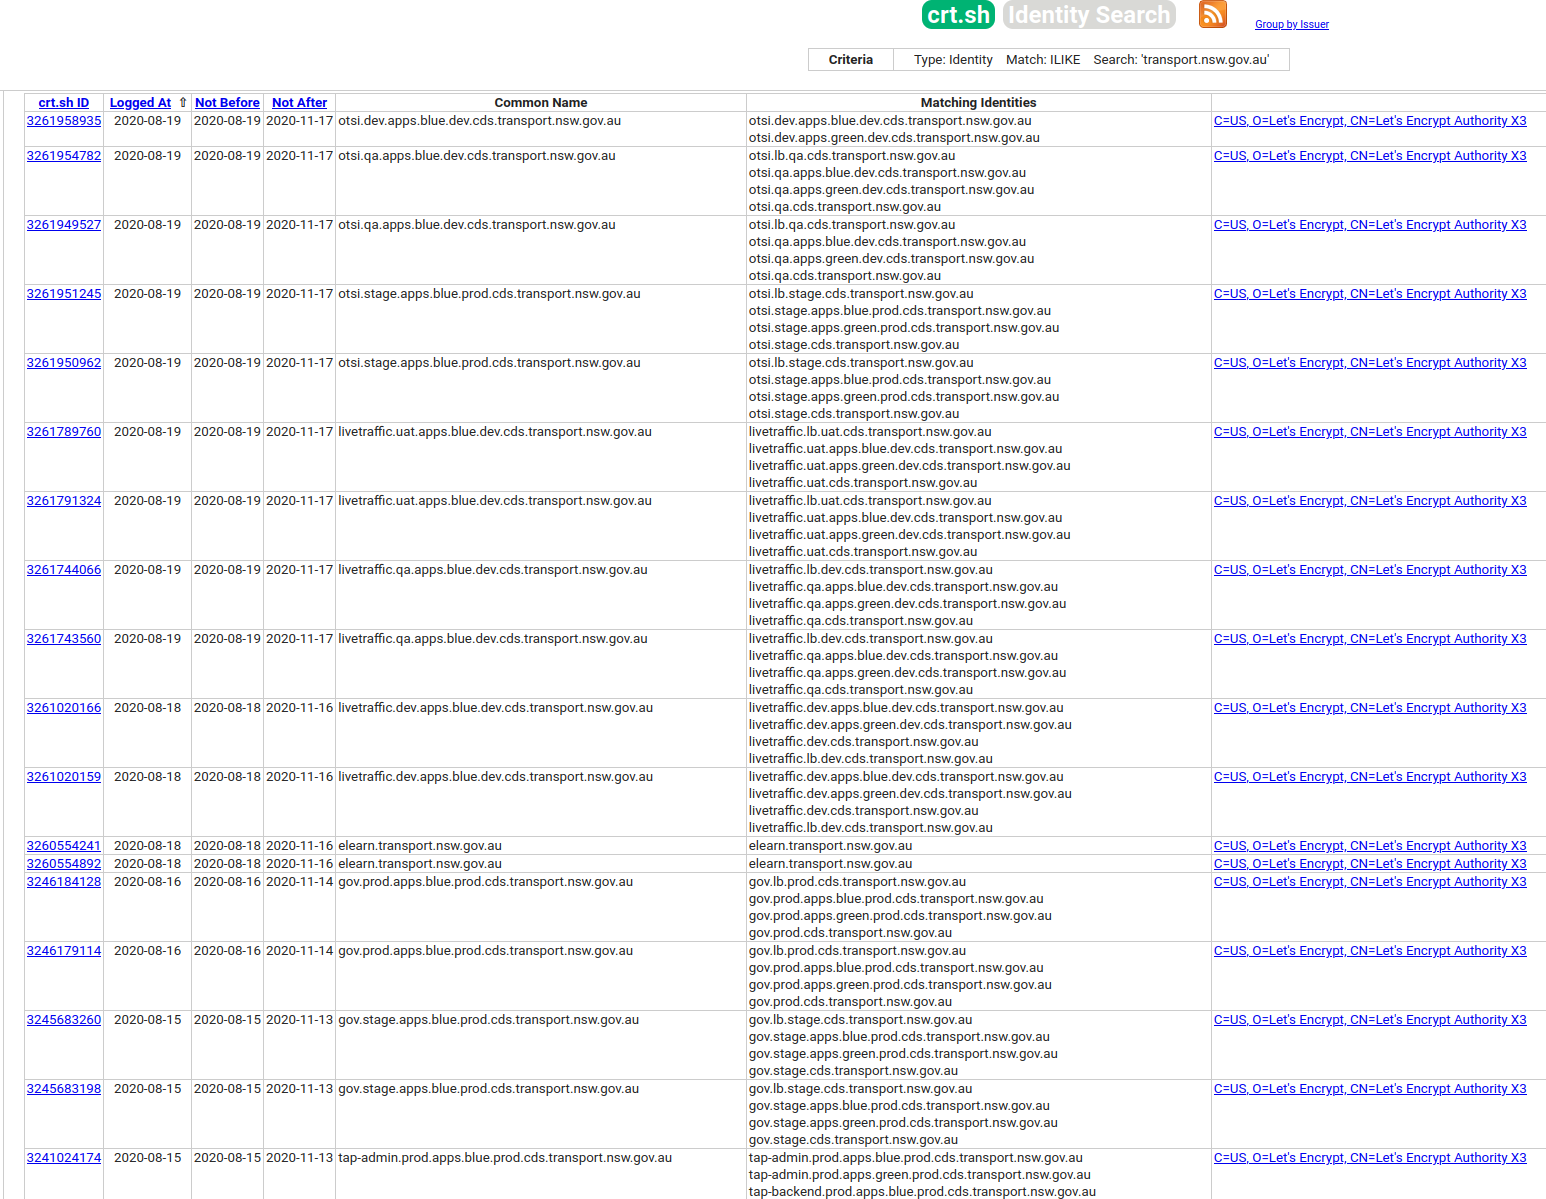 crt.sh Identity Search Group by Issuer
Criteria Type: Identity Match: ILIKE Search: 'transport.nsw.gov.au'
crt.sh ID Logged At ⇧ Not Before Not After Common Name Matching Identities
3261958935 2020-08-19 2020-08-19 2020-11-17 otsi.dev.apps.blue.dev.cds.transport.nsw.gov.au otsi.dev.apps.blue.dev.cds.transport.nsw.gov.au C=US, O=Let's Encrypt, CN=Let's Encrypt Authority X3
otsi.dev.apps.green.dev.cds.transport.nsw.gov.au
3261954782 2020-08-19 2020-08-19 2020-11-17 otsi.qa.apps.blue.dev.cds.transport.nsw.gov.au otsi.lb.qa.cds.transport.nsw.gov.au C=US, O=Let's Encrypt, CN=Let's Encrypt Authority X3
otsi.qa.apps.blue.dev.cds.transport.nsw.gov.au
otsi.qa.apps.green.dev.cds.transport.nsw.gov.au
otsi.qa.cds.transport.nsw.gov.au
3261949527 2020-08-19 2020-08-19 2020-11-17 otsi.qa.apps.blue.dev.cds.transport.nsw.gov.au otsi.lb.qa.cds.transport.nsw.gov.au C=US, O=Let's Encrypt, CN=Let's Encrypt Authority X3
otsi.qa.apps.blue.dev.cds.transport.nsw.gov.au
otsi.qa.apps.green.dev.cds.transport.nsw.gov.au
otsi.qa.cds.transport.nsw.gov.au
3261951245 2020-08-19 2020-08-19 2020-11-17 otsi.stage.apps.blue.prod.cds.transport.nsw.gov.au otsi.lb.stage.cds.transport.nsw.gov.au C=US, O=Let's Encrypt, CN=Let's Encrypt Authority X3
otsi.stage.apps.blue.prod.cds.transport.nsw.gov.au
otsi.stage.apps.green.prod.cds.transport.nsw.gov.au
otsi.stage.cds.transport.nsw.gov.au
3261950962 2020-08-19 2020-08-19 2020-11-17 otsi.stage.apps.blue.prod.cds.transport.nsw.gov.au otsi.lb.stage.cds.transport.nsw.gov.au C=US, O=Let's Encrypt, CN=Let's Encrypt Authority X3
otsi.stage.apps.blue.prod.cds.transport.nsw.gov.au
otsi.stage.apps.green.prod.cds.transport.nsw.gov.au
otsi.stage.cds.transport.nsw.gov.au
3261789760 2020-08-19 2020-08-19 2020-11-17 livetraffic.uat.apps.blue.dev.cds.transport.nsw.gov.au livetraffic.lb.uat.cds.transport.nsw.gov.au C=US, O=Let's Encrypt, CN=Let's Encrypt Authority X3
livetraffic.uat.apps.blue.dev.cds.transport.nsw.gov.au
livetraffic.uat.apps.green.dev.cds.transport.nsw.gov.au
livetraffic.uat.cds.transport.nsw.gov.au
3261791324 2020-08-19 2020-08-19 2020-11-17 livetraffic.uat.apps.blue.dev.cds.transport.nsw.gov.au livetraffic.lb.uat.cds.transport.nsw.gov.au C=US, O=Let's Encrypt, CN=Let's Encrypt Authority X3
livetraffic.uat.apps.blue.dev.cds.transport.nsw.gov.au
livetraffic.uat.apps.green.dev.cds.transport.nsw.gov.au
livetraffic.uat.cds.transport.nsw.gov.au
3261744066 2020-08-19 2020-08-19 2020-11-17 livetraffic.qa.apps.blue.dev.cds.transport.nsw.gov.au livetraffic.lb.dev.cds.transport.nsw.gov.au C=US, O=Let's Encrypt, CN=Let's Encrypt Authority X3
livetraffic.qa.apps.blue.dev.cds.transport.nsw.gov.au
livetraffic.qa.apps.green.dev.cds.transport.nsw.gov.au
livetraffic.qa.cds.transport.nsw.gov.au
3261743560 2020-08-19 2020-08-19 2020-11-17 livetraffic.qa.apps.blue.dev.cds.transport.nsw.gov.au livetraffic.lb.dev.cds.transport.nsw.gov.au C=US, O=Let's Encrypt, CN=Let's Encrypt Authority X3
livetraffic.qa.apps.blue.dev.cds.transport.nsw.gov.au
livetraffic.qa.apps.green.dev.cds.transport.nsw.gov.au
livetraffic.qa.cds.transport.nsw.gov.au
3261020166 2020-08-18 2020-08-18 2020-11-16 livetraffic.dev.apps.blue.dev.cds.transport.nsw.gov.au livetraffic.dev.apps.blue.dev.cds.transport.nsw.gov.au C=US, O=Let's Encrypt, CN=Let's Encrypt Authority X3
livetraffic.dev.apps.green.dev.cds.transport.nsw.gov.au
livetraffic.dev.cds.transport.nsw.gov.au
livetraffic.lb.dev.cds.transport.nsw.gov.au
3261020159 2020-08-18 2020-08-18 2020-11-16 livetraffic.dev.apps.blue.dev.cds.transport.nsw.gov.au livetraffic.dev.apps.blue.dev.cds.transport.nsw.gov.au C=US, O=Let's Encrypt, CN=Let's Encrypt Authority X3
livetraffic.dev.apps.green.dev.cds.transport.nsw.gov.au
livetraffic.dev.cds.transport.nsw.gov.au
livetraffic.lb.dev.cds.transport.nsw.gov.au
3260554241 2020-08-18 2020-08-18 2020-11-16 elearn.transport.nsw.gov.au elearn.transport.nsw.gov.au C=US, O=Let's Encrypt, CN=Let's Encrypt Authority X3
3260554892 2020-08-18 2020-08-18 2020-11-16 elearn.transport.nsw.gov.au elearn.transport.nsw.gov.au C=US, O=Let's Encrypt, CN=Let's Encrypt Authority X3
3246184128 2020-08-16 2020-08-16 2020-11-14 gov.prod.apps.blue.prod.cds.transport.nsw.gov.au gov.lb.prod.cds.transport.nsw.gov.au C=US, O=Let's Encrypt, CN=Let's Encrypt Authority X3
gov.prod.apps.blue.prod.cds.transport.nsw.gov.au
gov.prod.apps.green.prod.cds.transport.nsw.gov.au
gov.prod.cds.transport.nsw.gov.au
3246179114 2020-08-16 2020-08-16 2020-11-14 gov.prod.apps.blue.prod.cds.transport.nsw.gov.au gov.lb.prod.cds.transport.nsw.gov.au C=US, O=Let's Encrypt, CN=Let's Encrypt Authority X3
gov.prod.apps.blue.prod.cds.transport.nsw.gov.au
gov.prod.apps.green.prod.cds.transport.nsw.gov.au
gov.prod.cds.transport.nsw.gov.au
3245683260 2020-08-15 2020-08-15 2020-11-13 gov.stage.apps.blue.prod.cds.transport.nsw.gov.au gov.lb.stage.cds.transport.nsw.gov.au C=US, O=Let's Encrypt, CN=Let's Encrypt Authority X3
gov.stage.apps.blue.prod.cds.transport.nsw.gov.au
gov.stage.apps.green.prod.cds.transport.nsw.gov.au
gov.stage.cds.transport.nsw.gov.au
3245683198 2020-08-15 2020-08-15 2020-11-13 gov.stage.apps.blue.prod.cds.transport.nsw.gov.au gov.lb.stage.cds.transport.nsw.gov.au C=US, O=Let's Encrypt, CN=Let's Encrypt Authority X3
gov.stage.apps.blue.prod.cds.transport.nsw.gov.au
gov.stage.apps.green.prod.cds.transport.nsw.gov.au
gov.stage.cds.transport.nsw.gov.au
3241024174 2020-08-15 2020-08-15 2020-11-13 tap-admin.prod.apps.blue.prod.cds.transport.nsw.gov.au tap-admin.prod.apps.blue.prod.cds.transport.nsw.gov.au C=US, O=Let's Encrypt, CN=Let's Encrypt Authority X3
tap-admin.prod.apps.green.prod.cds.transport.nsw.gov.au
tap-backend.prod.apps.blue.prod.cds.transport.nsw.gov.au